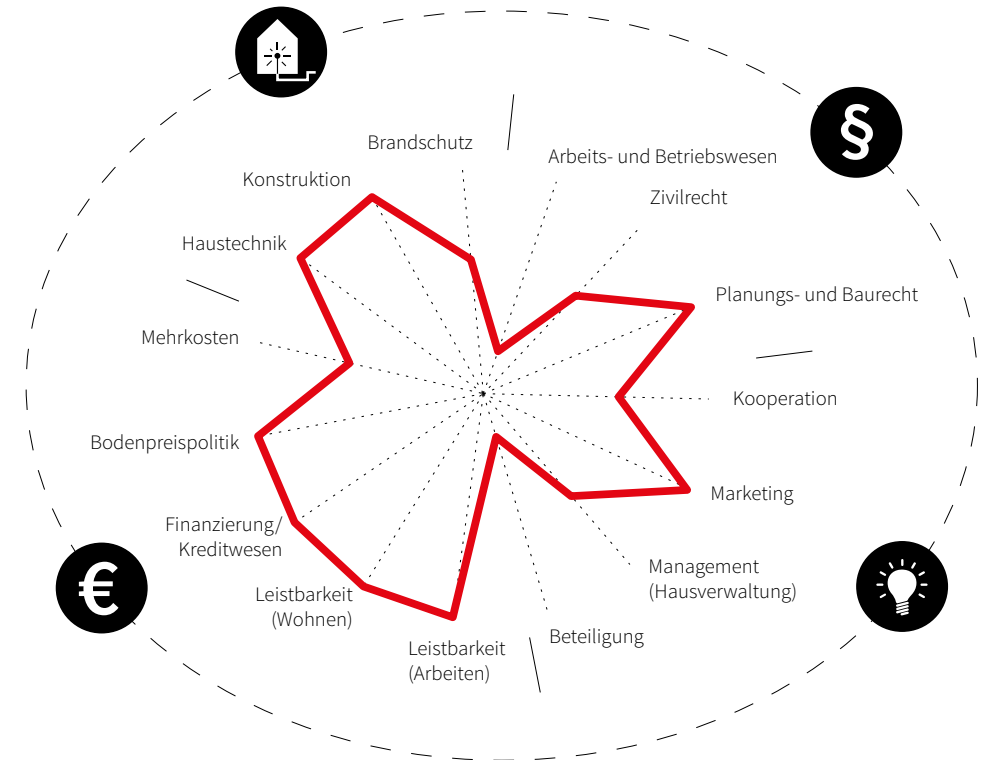 Brandschutz
Arbeits- und Betriebswesen
Konstruktion
Zivilrecht
Haustechnik
Planungs- und Baurecht
Mehrkosten
Kooperation
Bodenpreispolitik
Marketing
Finanzierung/
Kreditwesen
Management
(Hausverwaltung)
Leistbarkeit
(Wohnen)
Beteiligung
Leistbarkeit
(Arbeiten)
§
€